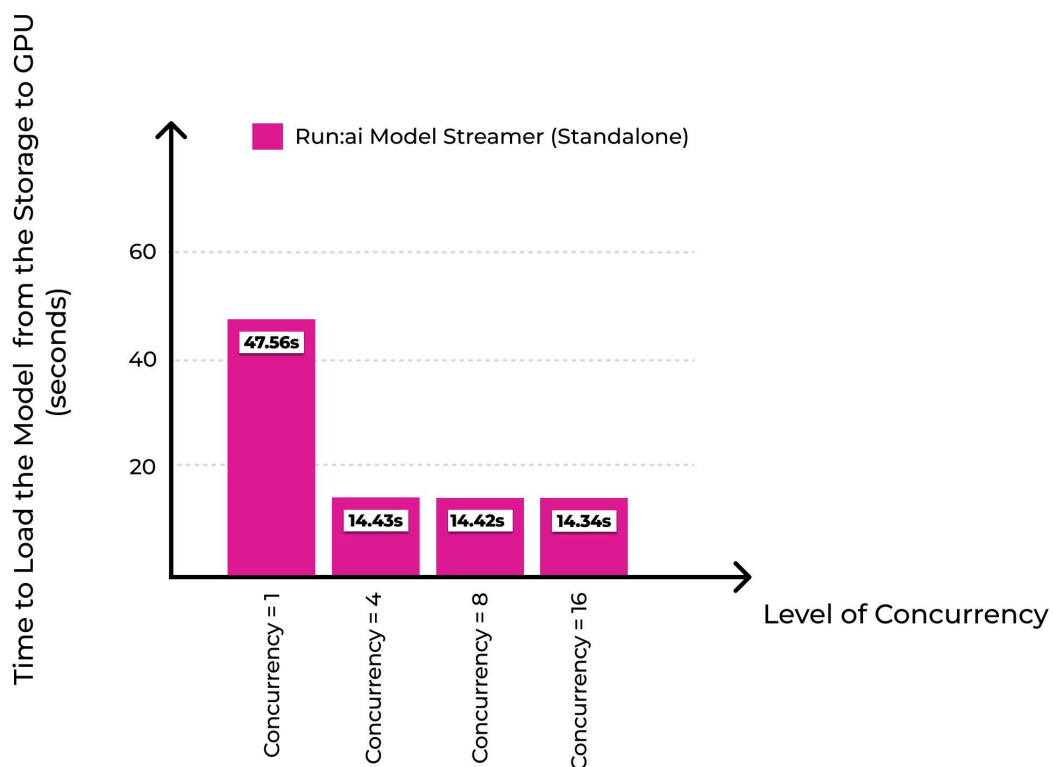 Time to Load the Model from the Storage to GPU
(seconds)
Run:ai Model Streamer (Standalone)
60
40
20
47.56s
14.43s
14.42s
14.34s
Concurrency = 1
Concurrency = 4
Concurrency = 8
Concurrency = 16
Level of Concurrency